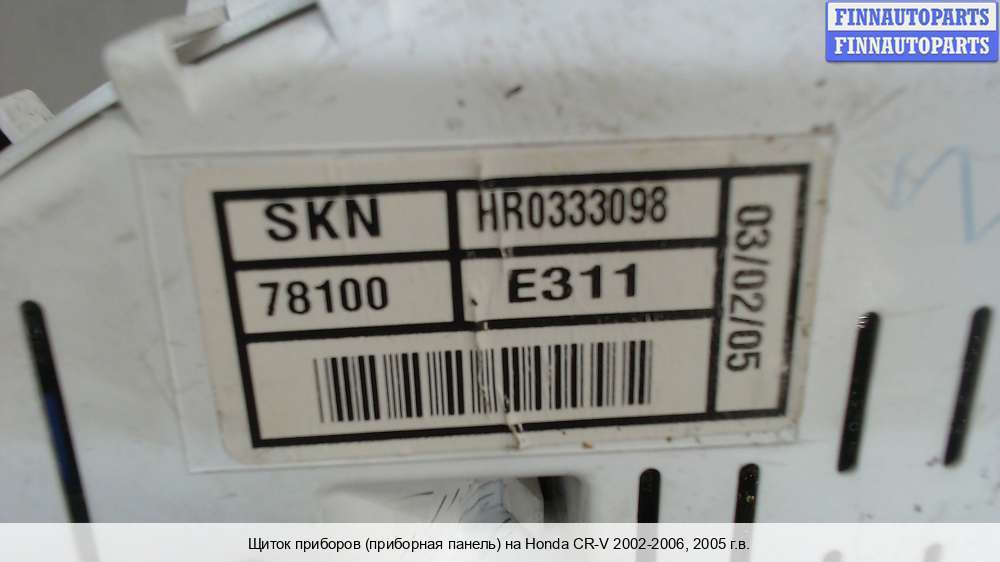 FINNAUTOPARTS
FINNAUTOPARTS
SKN HR0333098
78100 E311
03/02/05
Щиток приборов (приборная панель) на Honda CR-V 2002-2006, 2005 г.в.